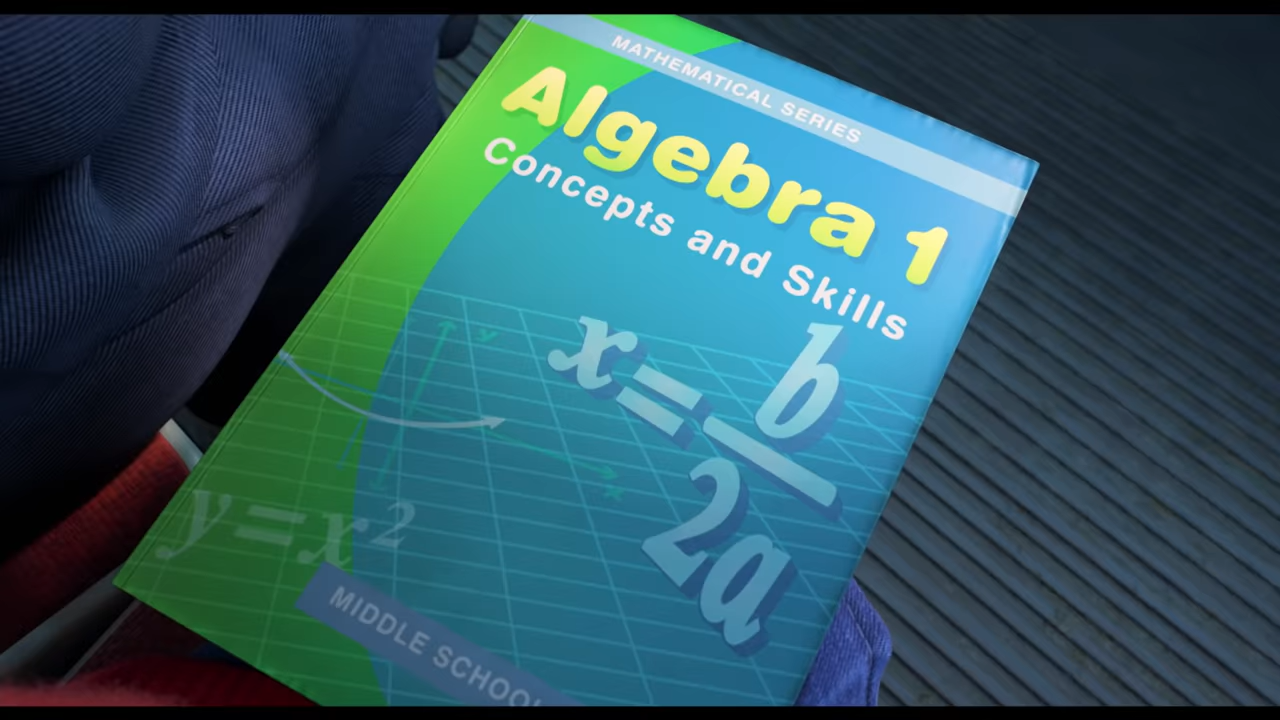 MATHEMATICAL SERIES
Algebra 1
Concepts and Skills
x=b/2a
y
x
y=x²
MIDDLE SCHOOL